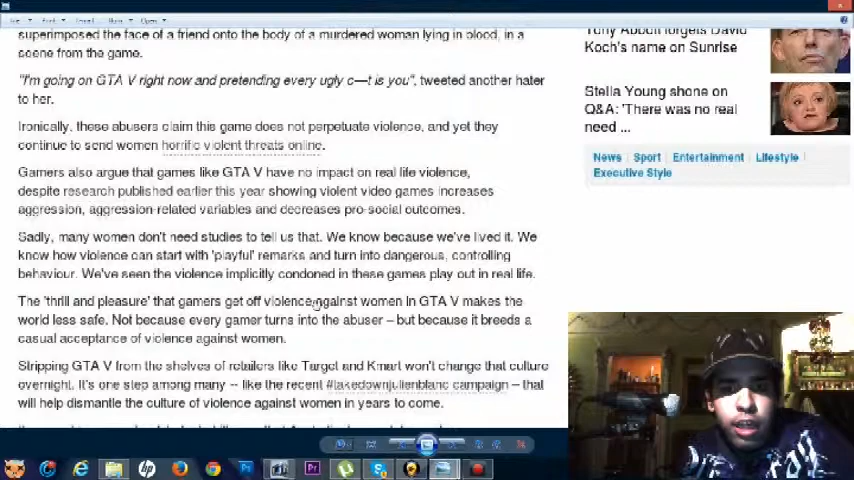 superimposed the face of a friend onto the body of a murdered woman lying in blood, in a
scene from the game.
"I'm going on GTA V right now and pretending every ugly c—t is you", tweeted another hater
to her.
Ironically, these abusers claim this game does not perpetuate violence, and yet they
continue to send women horrific violent threats online.
Gamers also argue that games like GTA V have no impact on real life violence,
despite research published earlier this year showing violent video games increases
aggression, aggression-related variables and decreases pro-social outcomes.
Sadly, many women don't need studies to tell us that. We know because we've lived it. We
know how violence can start with 'playful' remarks and turn into dangerous, controlling
behaviour. We've seen the violence implicitly condoned in these games play out in real life.
The 'thrill and pleasure' that gamers get off violence against women in GTA V makes the
world less safe. Not because every gamer turns into the abuser – but because it breeds a
casual acceptance of violence against women.
Stripping GTA V from the shelves of retailers like Target and Kmart won't change that culture
overnight. It's one step among many -- like the recent #takedownjulienblanc campaign – that
will help dismantle the culture of violence against women in years to come.
Tony Abbott forgets David
Koch's name on Sunrise
Stella Young shone on
Q&A: 'There was no real
need ...
News | Sport | Entertainment | Lifestyle |
Executive Style